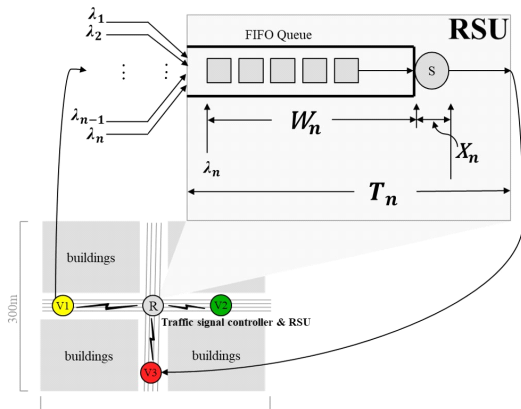 λ₁
λ₂
⋮ ⋮
λₙ₋₁
λₙ
FIFO Queue
RSU
S
Wₙ
Xₙ
λₙ
Tₙ
300m
buildings
V1
R
V2
Traffic signal controller & RSU
buildings
V3
buildings